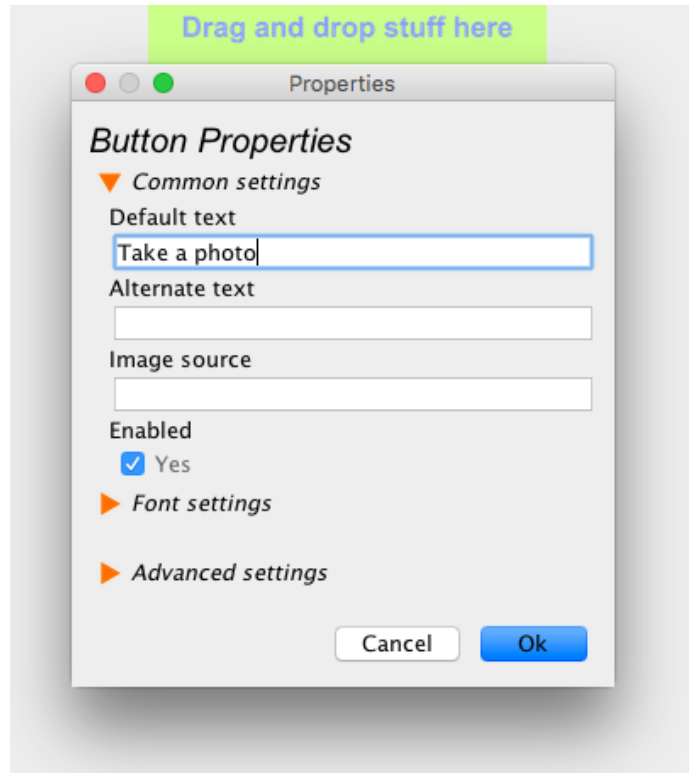 Drag and drop stuff here
Properties
Button Properties
Common settings
Default text
Take a photo
Alternate text
Image source
Enabled
Yes
Font settings
Advanced settings
Cancel Ok